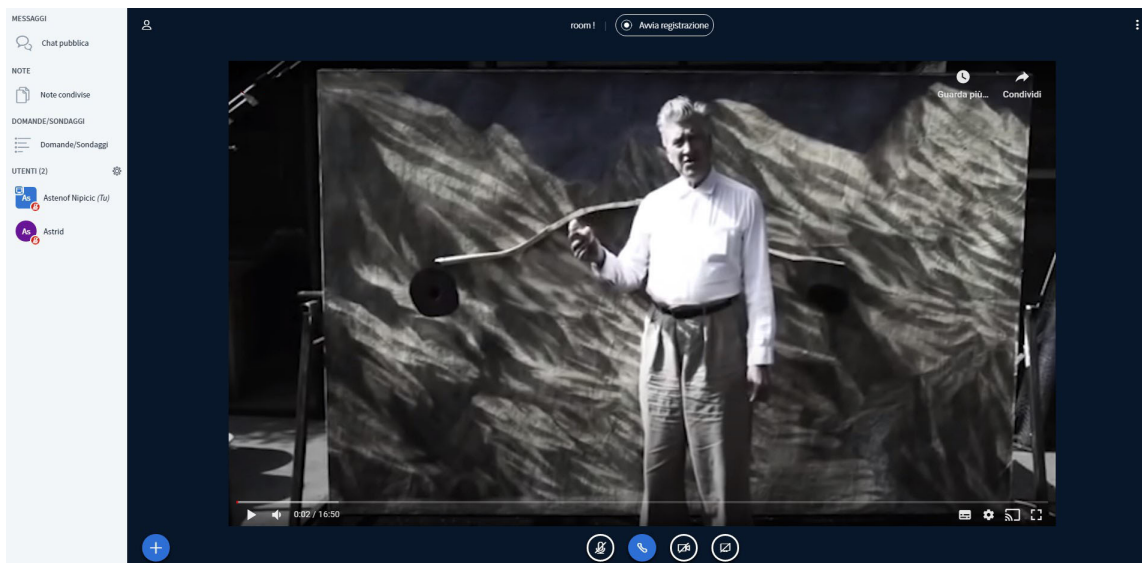 MESSAGGI
Chat pubblica
NOTE
Note condivise
DOMANDE/SONDAGGI
Domande/Sondaggi
UTENTI (2)
As Astenof Nipicic (Tu)
As Astrid
room !
Avvia registrazione
Guarda più...
Condividi
0:02 / 16:50